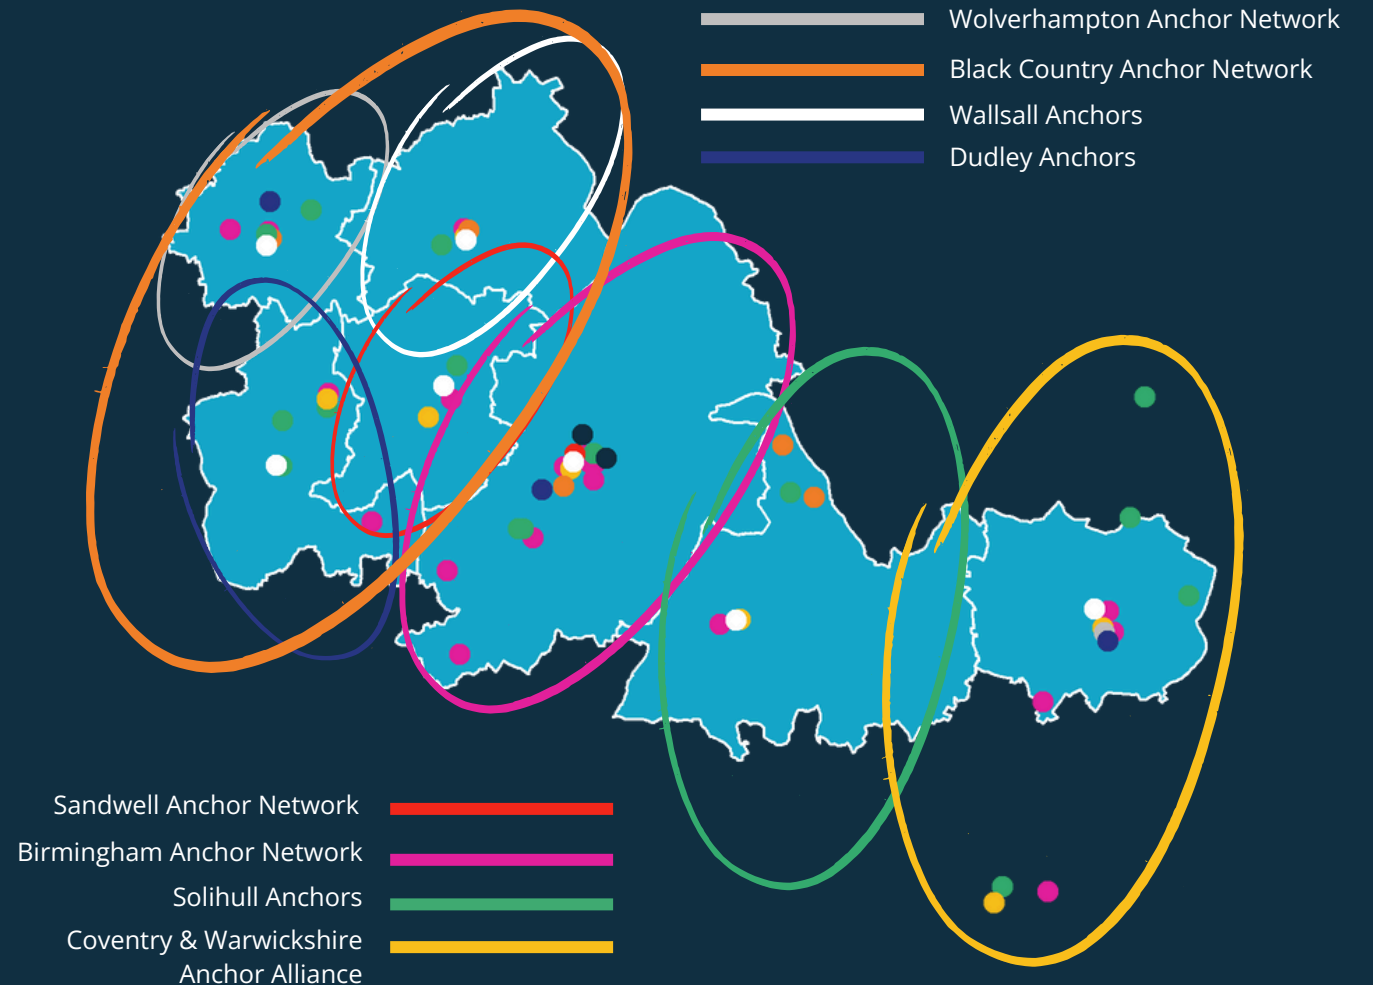 Wolverhampton Anchor Network
Black Country Anchor Network
Wallsall Anchors
Dudley Anchors
Sandwell Anchor Network
Birmingham Anchor Network
Solihull Anchors
Coventry & Warwickshire
Anchor Alliance